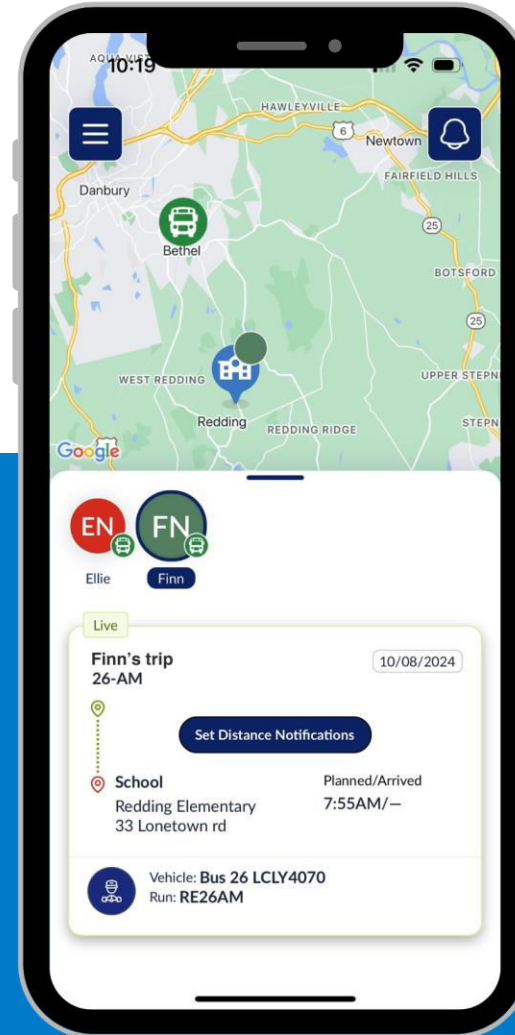 AQUA VIS
10:19
HAWLEYVILLE
6
Newtown
FAIRFIELD HILLS
Danbury
25
Bethel
BOTSFORD
25
WEST REDDING
UPPER STEPN
Redding
REDDING RIDGE
STEPN
Google
EN
FN
Ellie
Finn
Live
Finn's trip
10/08/2024
26-AM
Set Distance Notifications
School
Planned/Arrived
Redding Elementary
7:55AM/—
33 Lonetown rd
Vehicle: Bus 26 LCLY4070
Run: RE26AM